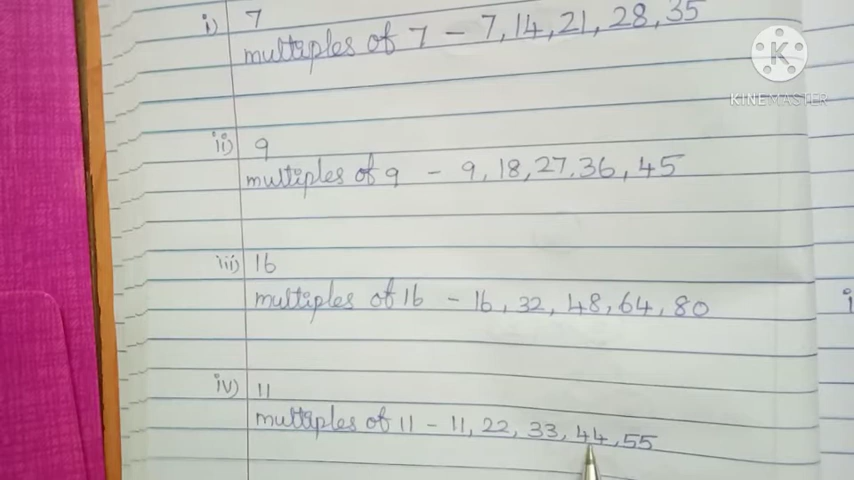 i) 7
multiples of 7 - 7, 14, 21, 28, 35
K
KINEMASTER
ii) 9
multiples of 9 - 9, 18, 27, 36, 45
iii) 16
multiples of 16 - 16, 32, 48, 64, 80
iv) 11
multiples of 11 - 11, 22, 33, 44, 55